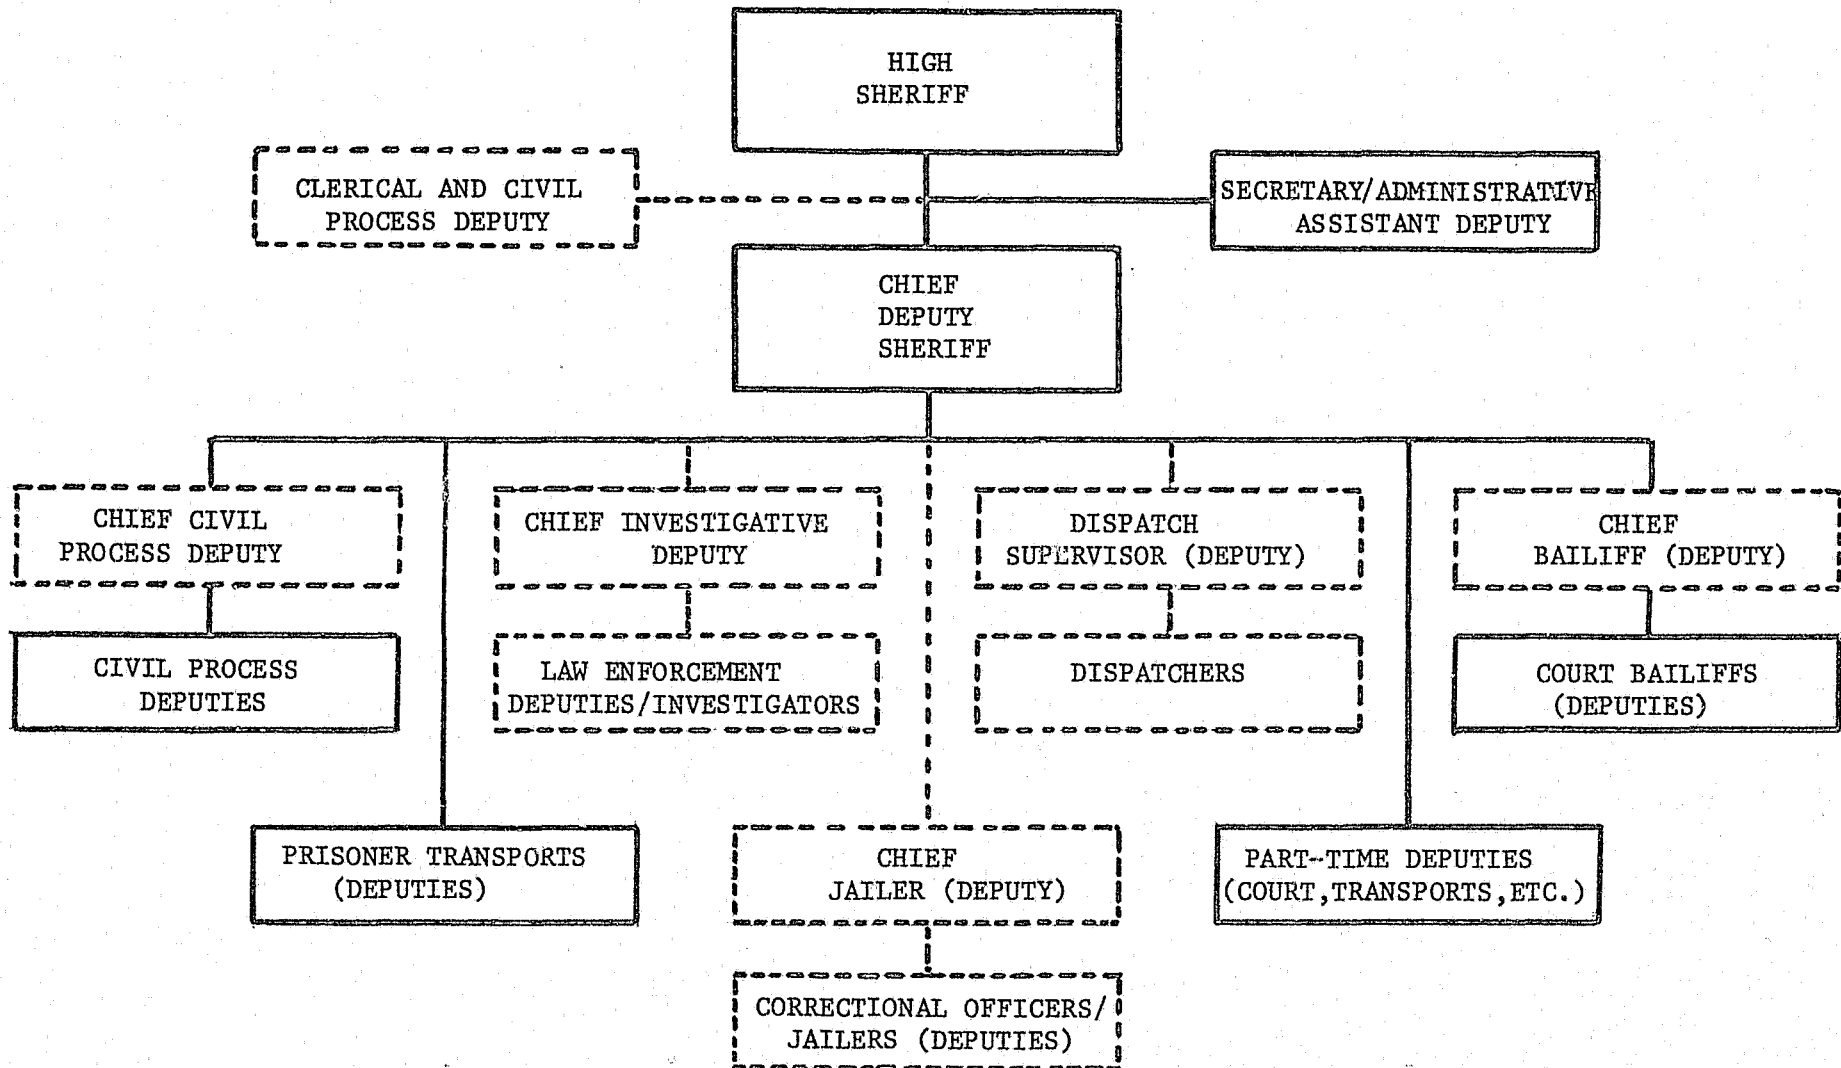 HIGH
SHERIFF
CLERICAL AND CIVIL
PROCESS DEPUTY
SECRETARY/ADMINISTRATIVE
ASSISTANT DEPUTY
CHIEF
DEPUTY
SHERIFF
CHIEF CIVIL
PROCESS DEPUTY
CHIEF INVESTIGATIVE
DEPUTY
DISPATCH
SUPERVISOR (DEPUTY)
CHIEF
BAILIFF (DEPUTY)
CIVIL PROCESS
DEPUTIES
LAW ENFORCEMENT
DEPUTIES/INVESTIGATORS
DISPATCHERS
COURT BAILIFFS
(DEPUTIES)
PRISONER TRANSPORTS
(DEPUTIES)
CHIEF
JAILER (DEPUTY)
PART-TIME DEPUTIES
(COURT,TRANSPORTS,ETC.)
CORRECTIONAL OFFICERS/
JAILERS (DEPUTIES)